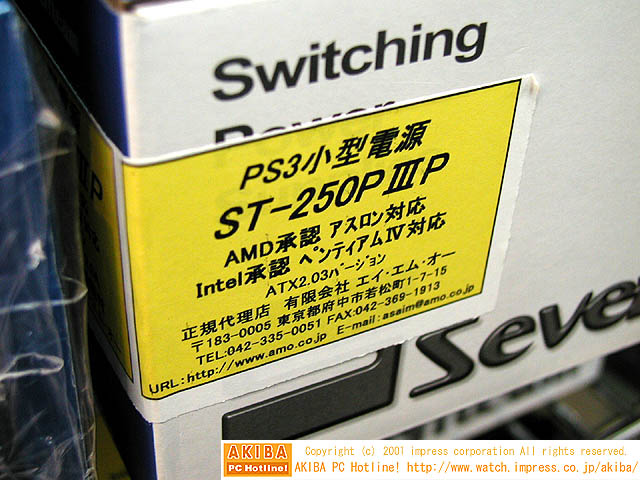 Switching
Power
PS3小型電源
ST-250PⅢP
AMD承認 アスロン対応
Intel承認 ペンティアムⅣ対応
ATX2.03バージョン
正規代理店 有限会社 エイ・エム・オー
〒183-0005 東京都府中市若松町1-7-15
TEL:042-335-0051 FAX:042-369-1913
URL:http://www.amo.co.jp E-mail:asaim@amo.co.jp
ⅢP
Seve
AKIBA
PC Hotline!
Copyright (c) 2001 impress corporation All rights reserved.
AKIBA PC Hotline! http://www.watch.impress.co.jp/akiba/